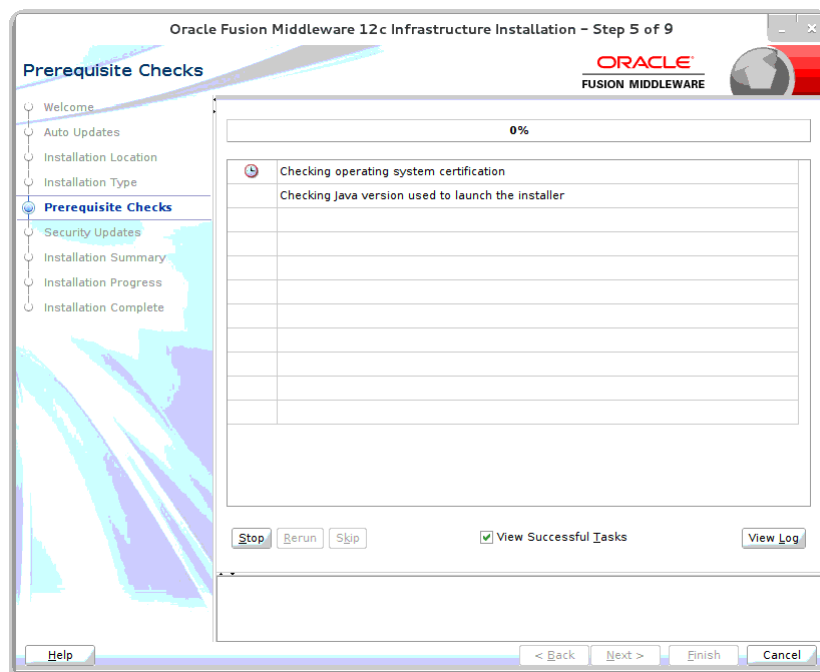 Oracle Fusion Middleware 12c Infrastructure Installation – Step 5 of 9
Prerequisite Checks
ORACLE
FUSION MIDDLEWARE
Welcome
Auto Updates
Installation Location
Installation Type
Prerequisite Checks
Security Updates
Installation Summary
Installation Progress
Installation Complete
0%
Checking operating system certification
Checking Java version used to launch the installer
Stop Rerun Skip View Successful Tasks View Log
Help < Back Next > Finish Cancel